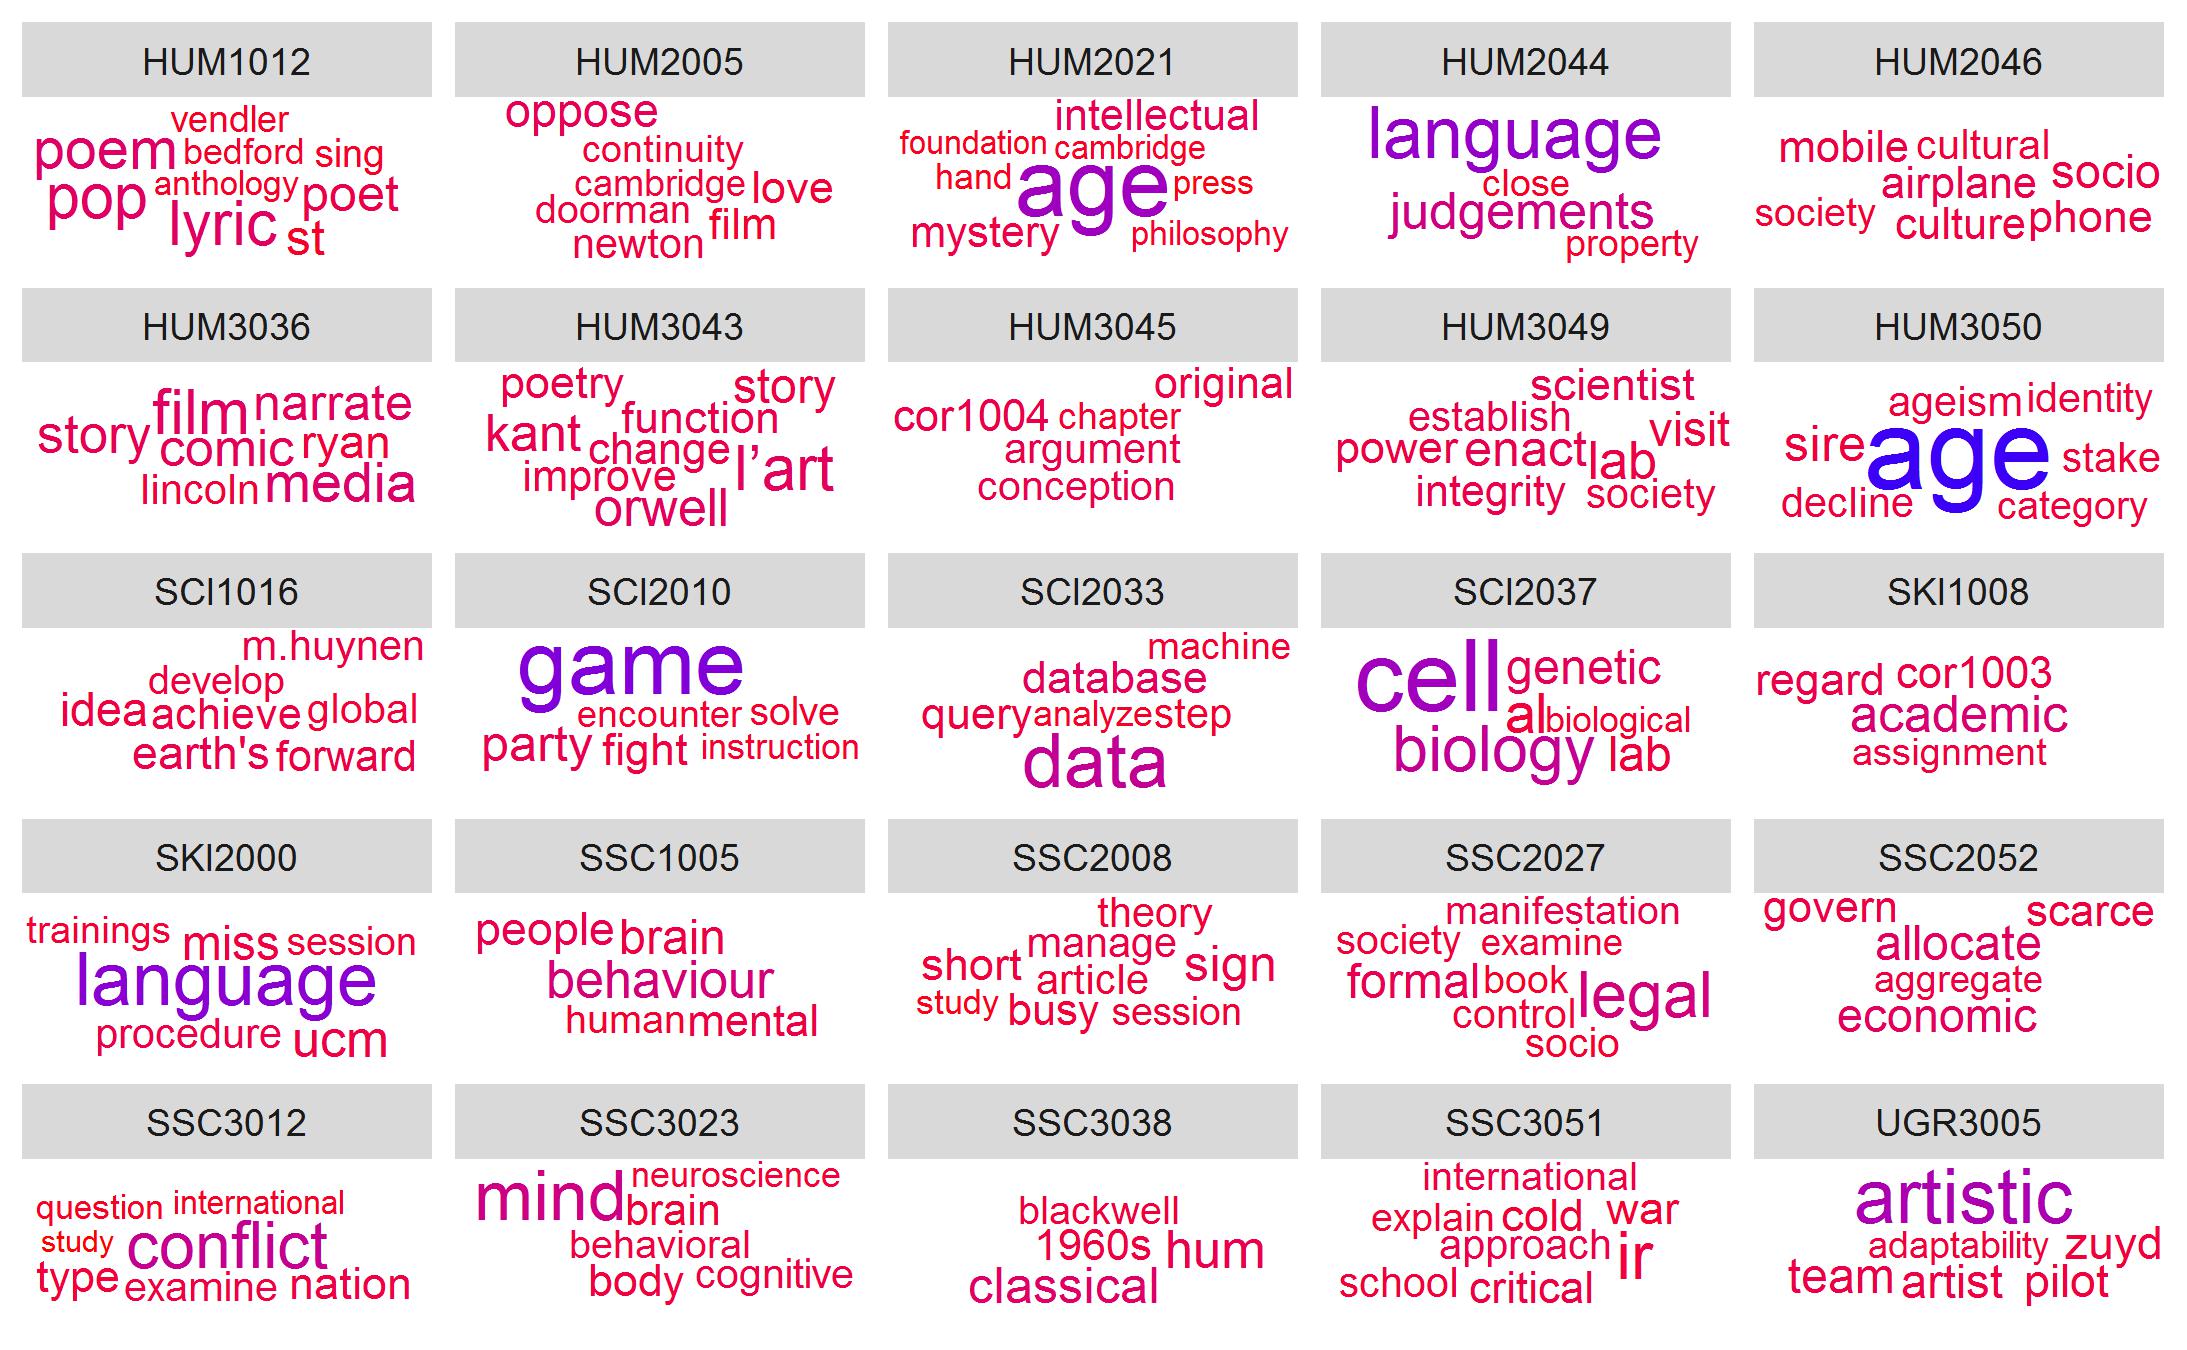 HUM1012 HUM2005 HUM2021 HUM2044 HUM2046
vendler
poem bedford sing
anthology
pop lyric poet
st
oppose
continuity
cambridge love
doorman film
newton
intellectual
foundation cambridge
hand age press
mystery philosophy
language
close
judgements
property
mobile cultural
airplane socio
society culture phone
HUM3036 HUM3043 HUM3045 HUM3049 HUM3050
film narrate
story comic ryan
lincoln media
poetry story
kant function
change l’art
improve
orwell
original
cor1004 chapter
argument
conception
scientist
establish visit
power enact lab
integrity society
ageism identity
sire age stake
decline category
SCI1016 SCI2010 SCI2033 SCI2037 SKI1008
m.huynen
develop
idea achieve global
earth's forward
game
encounter solve
party fight instruction
machine
database
query analyze step
data
cell genetic
al biological
biology lab
regard cor1003
academic
assignment
SKI2000 SSC1005 SSC2008 SSC2027 SSC2052
trainings miss session
language
procedure ucm
people brain
behaviour
human mental
theory
manage
short article sign
study busy session
manifestation
society examine
formal book legal
control
socio
govern scarce
allocate
aggregate
economic
SSC3012 SSC3023 SSC3038 SSC3051 UGR3005
question international
study conflict
type examine nation
mind neuroscience
brain
behavioral
body cognitive
blackwell
1960s hum
classical
international
explain cold war
approach ir
school critical
artistic
adaptability zuyd
team artist pilot